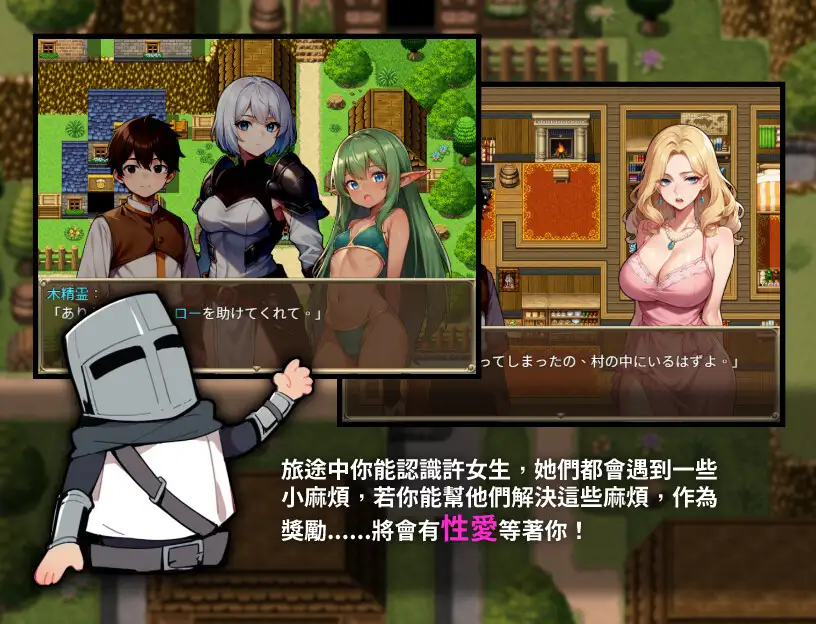 木精霊：
「あり ローを助けてくれて。」
ってしまったの、村の中にいるはずよ。」
旅途中你能認識許女生，她們都會遇到一些
小麻煩，若你能幫他們解決這些麻煩，作為
獎勵......將會有性愛等著你！